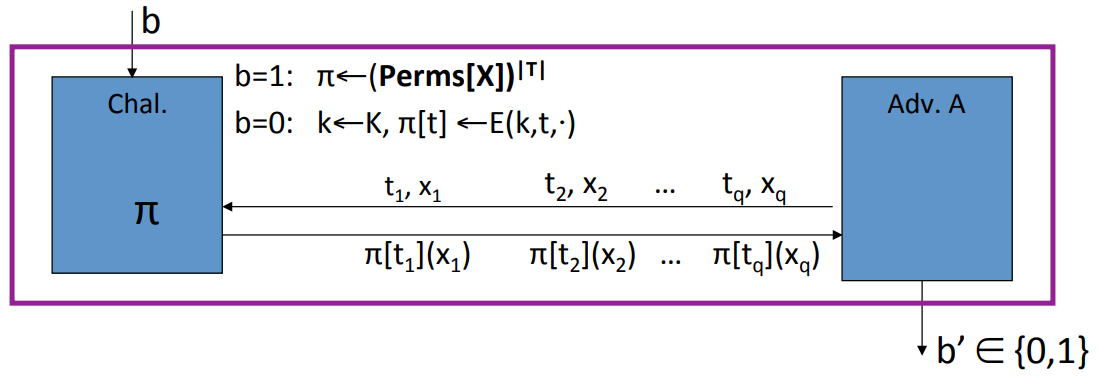 b
b=1: π←(Perms[X])|T|
Chal.
Adv. A
b=0: k←K, π[t] ←E(k,t,·)
t1, x1 t2, x2 ... tq, xq
π
π[t1](x1) π[t2](x2) ... π[tq](xq)
b’ ∈ {0,1}